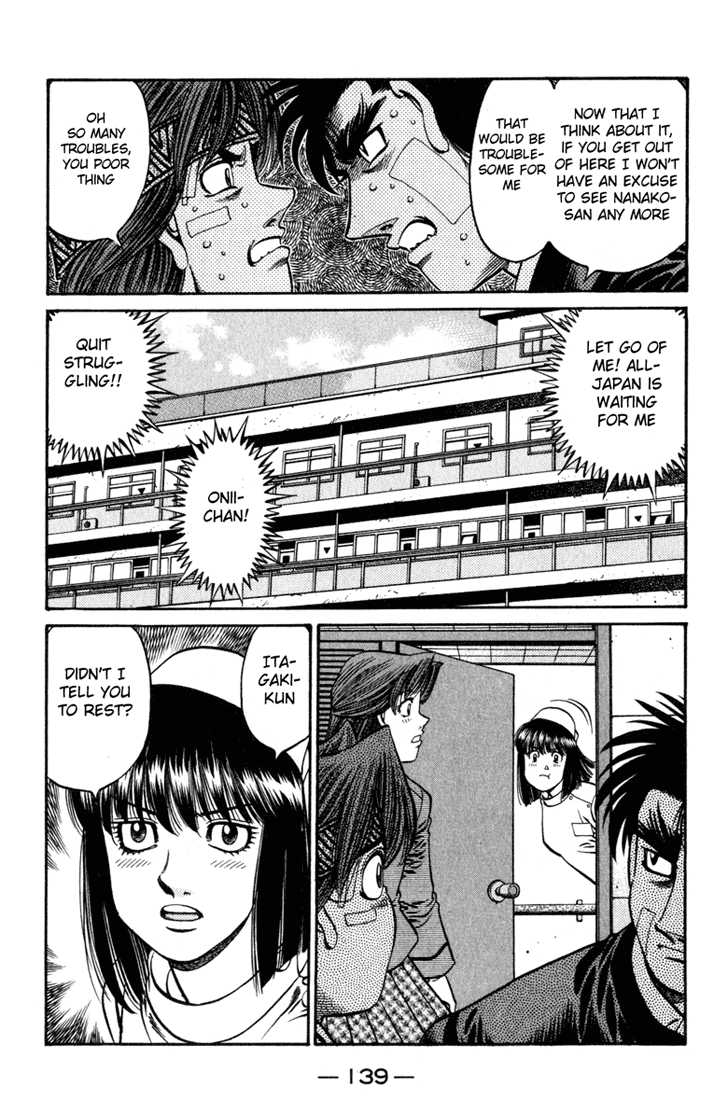 NOW THAT I
THINK ABOUT IT,
IF YOU GET OUT
OF HERE I WON'T
HAVE AN EXCUSE
TO SEE NANAKO-
SAN ANY MORE
THAT
WOULD BE
TROUBLE-
SOME FOR
ME
OH
SO MANY
TROUBLES,
YOU POOR
THING
LET GO OF
ME! ALL-
JAPAN IS
WAITING
FOR ME
ONII-
CHAN!
QUIT
STRUG-
GLING!!
ITA-
GAKI-
KUN
DIDN'T I
TELL YOU
TO REST?
— 139 —